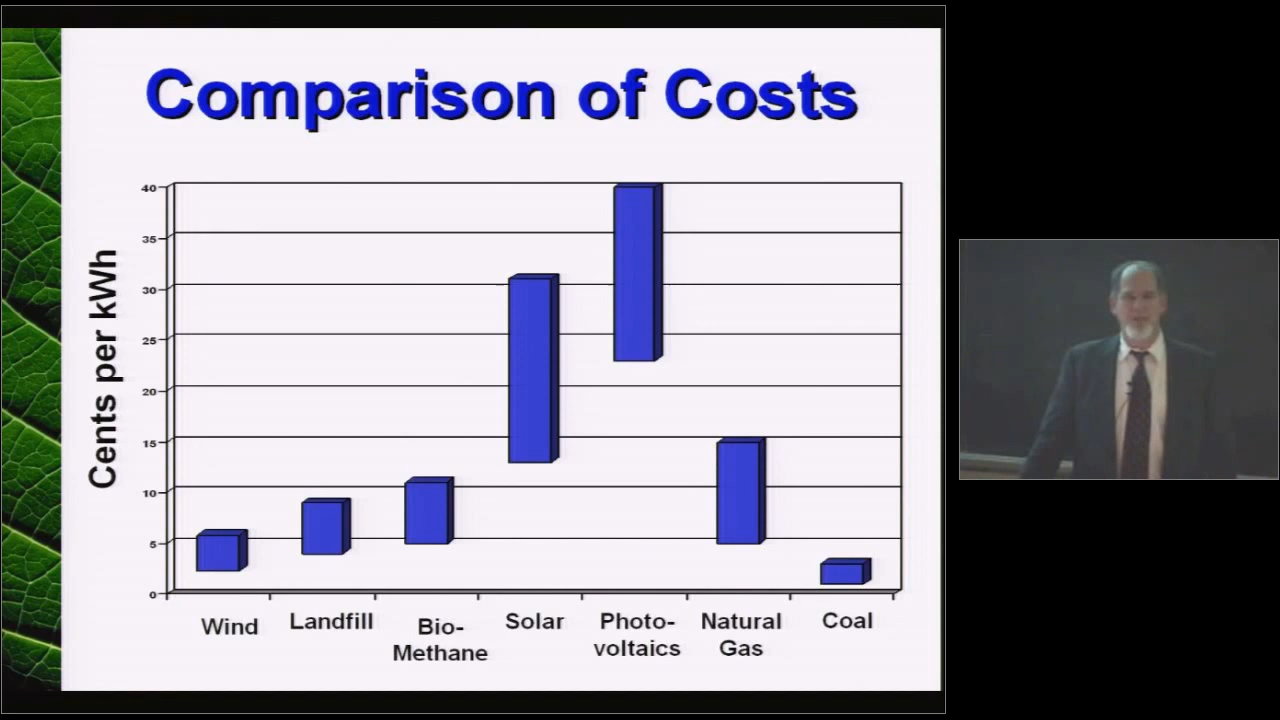 Comparison of Costs
Cents per kWh
40
35
30
25
20
15
10
5
0
Wind
Landfill
Bio-
Methane
Solar
Photo-
voltaics
Natural
Gas
Coal